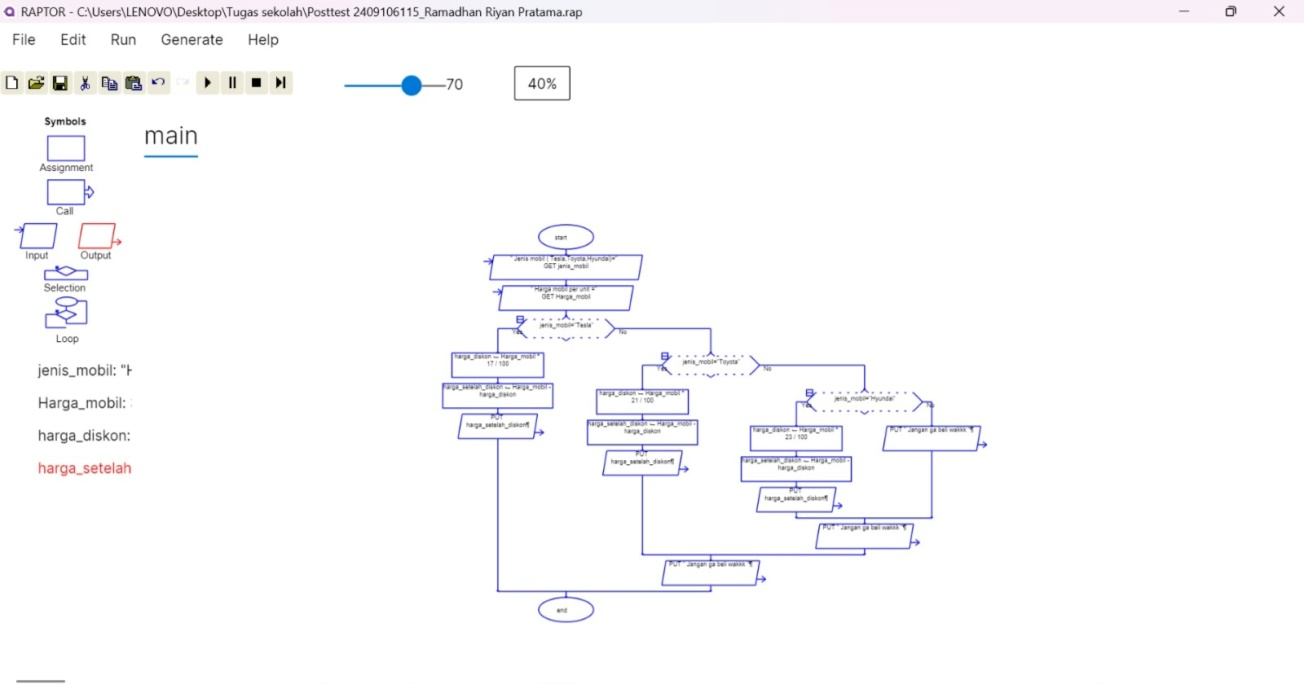 RAPTOR - C:\Users\LENOVO\Desktop\Tugas sekolah\Posttest 2409106115_Ramadhan Riyan Pratama.rap
File Edit Run Generate Help
70 40%
Symbols
Assignment
Call
Input Output
Selection
Loop
jenis_mobil: "H
Harga_mobil:
harga_diskon:
harga_setelah
main
start
" Jenis mobil ( Tesla,Toyota,Hyundai)="
GET jenis_mobil
" Harga mobil per unit ="
GET Harga_mobil
jenis_mobil="Tesla"
Yes No
harga_diskon ← Harga_mobil *
17 / 100
harga_setelah_diskon ← Harga_mobil -
harga_diskon
PUT
harga_setelah_diskon¶
jenis_mobil="Toyota"
Yes No
harga_diskon ← Harga_mobil *
21 / 100
harga_setelah_diskon ← Harga_mobil -
harga_diskon
PUT
harga_setelah_diskon¶
jenis_mobil="Hyundai"
Yes No
harga_diskon ← Harga_mobil *
23 / 100
harga_setelah_diskon ← Harga_mobil -
harga_diskon
PUT
harga_setelah_diskon¶
PUT " Jangan ga beli wakkk "¶
PUT " Jangan ga beli wakkk "¶
PUT " Jangan ga beli wakkk "¶
end